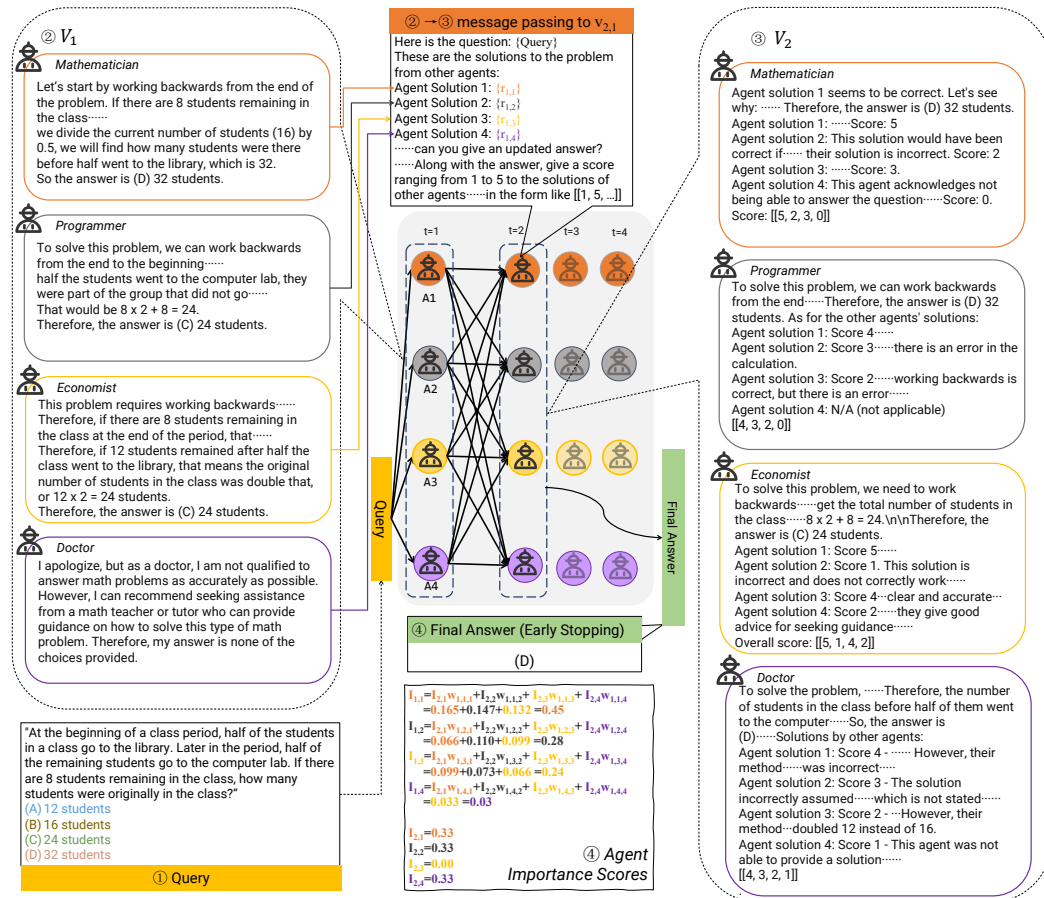 ② V₁
Mathematician
Let's start by working backwards from the end of
the problem. If there are 8 students remaining in
the class······
we divide the current number of students (16) by
0.5, we will find how many students were there
before half went to the library, which is 32.
So the answer is (D) 32 students.
Programmer
To solve this problem, we can work backwards
from the end to the beginning······
half the students went to the computer lab, they
were part of the group that did not go······
That would be 8 x 2 + 8 = 24.
Therefore, the answer is (C) 24 students.
Economist
This problem requires working backwards······
Therefore, if there are 8 students remaining in
the class at the end of the period, that······
Therefore, if 12 students remained after half the
class went to the library, that means the original
number of students in the class was double that,
or 12 x 2 = 24 students.
Therefore, the answer is (C) 24 students.
Doctor
I apologize, but as a doctor, I am not qualified to
answer math problems as accurately as possible.
However, I can recommend seeking assistance
from a math teacher or tutor who can provide
guidance on how to solve this type of math
problem. Therefore, my answer is none of the
choices provided.
"At the beginning of a class period, half of the students
in a class go to the library. Later in the period, half of
the remaining students go to the computer lab. If there
are 8 students remaining in the class, how many
students were originally in the class?"
(A) 12 students
(B) 16 students
(C) 24 students
(D) 32 students
① Query
② →③ message passing to v₂,₁
Here is the question: {Query}
These are the solutions to the problem
from other agents:
Agent Solution 1: {r₁,₁}
Agent Solution 2: {r₁,₂}
Agent Solution 3: {r₁,₃}
Agent Solution 4: {r₁,₄}
······can you give an updated answer?
······Along with the answer, give a score
ranging from 1 to 5 to the solutions of
other agents······in the form like [[1, 5, …]]
t=1 t=2 t=3 t=4
A1
A2
A3
A4
Query
Final Answer
④ Final Answer (Early Stopping)
(D)
I₁,₁=I₂,₁w₁,₁,₁+I₂,₂w₁,₁,₂+ I₂,₃w₁,₁,₃+ I₂,₄w₁,₁,₄
=0.165+0.147+0.132 =0.45
I₁,₂=I₂,₁w₁,₂,₁+I₂,₂w₁,₂,₂+ I₂,₃w₁,₂,₃+ I₂,₄w₁,₂,₄
=0.066+0.110+0.099 =0.28
I₁,₃=I₂,₁w₁,₃,₁+I₂,₂w₁,₃,₂+ I₂,₃w₁,₃,₃+ I₂,₄w₁,₃,₄
=0.099+0.073+0.066 =0.24
I₁,₄=I₂,₁w₁,₄,₁+I₂,₂w₁,₄,₂+ I₂,₃w₁,₄,₃+ I₂,₄w₁,₄,₄
=0.033 =0.03
I₂,₁=0.33
I₂,₂=0.33
I₂,₃=0.00
I₂,₄=0.33
④ Agent
Importance Scores
③ V₂
Mathematician
Agent solution 1 seems to be correct. Let's see
why: ······ Therefore, the answer is (D) 32 students.
Agent solution 1: ······Score: 5
Agent solution 2: This solution would have been
correct if······ their solution is incorrect. Score: 2
Agent solution 3: ······Score: 3.
Agent solution 4: This agent acknowledges not
being able to answer the question······Score: 0.
Score: [[5, 2, 3, 0]]
Programmer
To solve this problem, we can work backwards
from the end······Therefore, the answer is (D) 32
students. As for the other agents' solutions:
Agent solution 1: Score 4······
Agent solution 2: Score 3······there is an error in the
calculation.
Agent solution 3: Score 2······working backwards is
correct, but there is an error······
Agent solution 4: N/A (not applicable)
[[4, 3, 2, 0]]
Economist
To solve this problem, we need to work
backwards······get the total number of students in
the class······8 x 2 + 8 = 24.\n\nTherefore, the
answer is (C) 24 students.
Agent solution 1: Score 5······
Agent solution 2: Score 1. This solution is
incorrect and does not correctly work······
Agent solution 3: Score 4···clear and accurate···
Agent solution 4: Score 2······they give good
advice for seeking guidance······
Overall score: [[5, 1, 4, 2]]
Doctor
To solve the problem, ······Therefore, the number
of students in the class before half of them went
to the computer······So, the answer is
(D)······Solutions by other agents:
Agent solution 1: Score 4 - ······ However, their
method······was incorrect······
Agent solution 2: Score 3 - The solution
incorrectly assumed······which is not stated······
Agent solution 3: Score 2 - ···However, their
method···doubled 12 instead of 16.
Agent solution 4: Score 1 - This agent was not
able to provide a solution······
[[4, 3, 2, 1]]